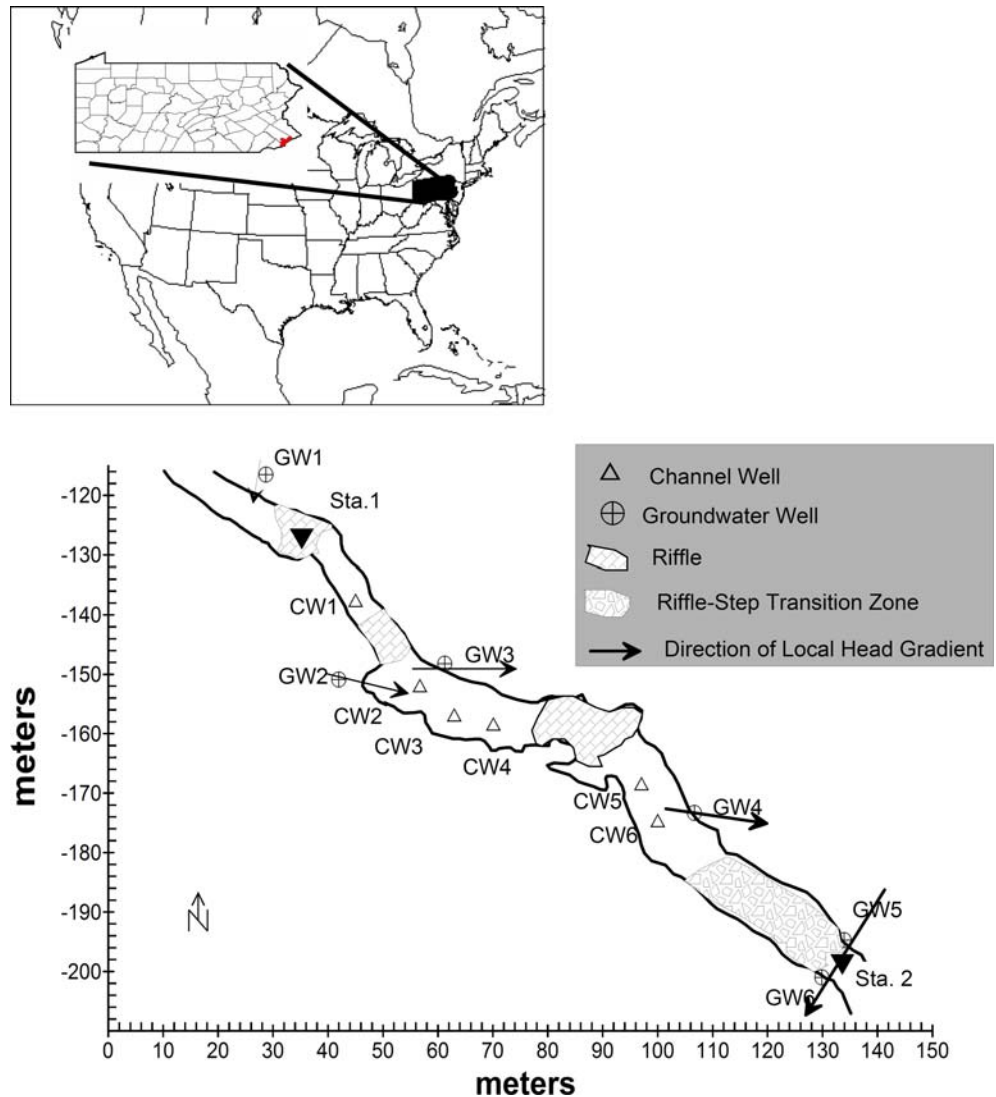 GW1
Sta.1
CW1
GW3
GW2
CW2
CW3
CW4
CW5
GW4
CW6
GW5
Sta. 2
GW6
Channel Well
Groundwater Well
Riffle
Riffle-Step Transition Zone
Direction of Local Head Gradient
N
meters
-120
-130
-140
-150
-160
-170
-180
-190
-200
0 10 20 30 40 50 60 70 80 90 100 110 120 130 140 150
meters